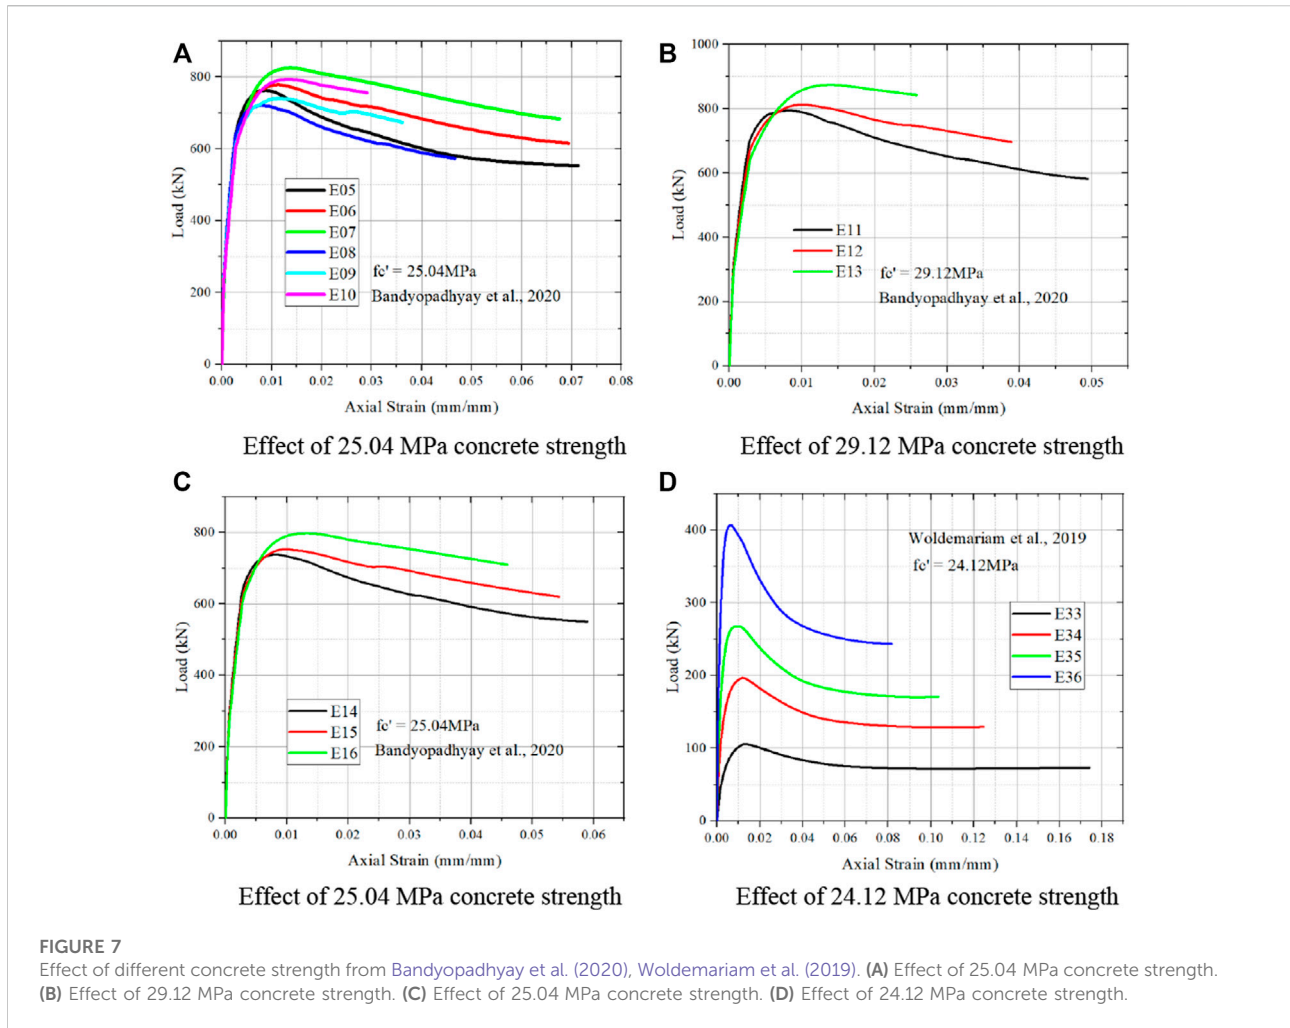 A
800
600
400
200
0
Load (kN)
E05
E06
E07
E08
E09
E10
fc' = 25.04MPa
Bandyopadhyay et al., 2020
0.00 0.01 0.02 0.03 0.04 0.05 0.06 0.07 0.08
Axial Strain (mm/mm)
Effect of 25.04 MPa concrete strength
B
1000
800
600
400
200
0
Load (kN)
E11
E12
E13
fc' = 29.12MPa
Bandyopadhyay et al., 2020
0.00 0.01 0.02 0.03 0.04 0.05
Axial Strain (mm/mm)
Effect of 29.12 MPa concrete strength
C
800
600
400
200
0
Load (kN)
E14
E15
E16
fc' = 25.04MPa
Bandyopadhyay et al., 2020
0.00 0.01 0.02 0.03 0.04 0.05 0.06
Axial Strain (mm/mm)
Effect of 25.04 MPa concrete strength
D
400
300
200
100
0
Load (kN)
Woldemariam et al., 2019
fc' = 24.12MPa
E33
E34
E35
E36
0.00 0.02 0.04 0.06 0.08 0.10 0.12 0.14 0.16 0.18
Axial Strain (mm/mm)
Effect of 24.12 MPa concrete strength
FIGURE 7
Effect of different concrete strength from Bandyopadhyay et al. (2020), Woldemariam et al. (2019). (A) Effect of 25.04 MPa concrete strength.
(B) Effect of 29.12 MPa concrete strength. (C) Effect of 25.04 MPa concrete strength. (D) Effect of 24.12 MPa concrete strength.